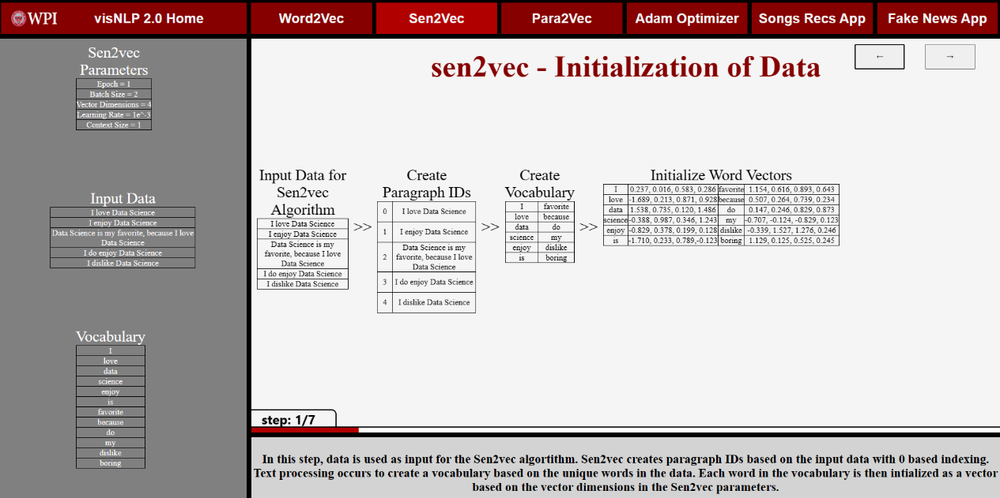 WPI visNLP 2.0 Home Word2Vec Sen2Vec Para2Vec Adam Optimizer Songs Recs App Fake News App
Sen2vec
Parameters
Epoch = 1
Batch Size = 2
Vector Dimensions = 4
Learning Rate = 1e^-3
Context Size = 1
Input Data
I love Data Science
I enjoy Data Science
Data Science is my favorite, because I love
Data Science
I do enjoy Data Science
I dislike Data Science
Vocabulary
I
love
data
science
enjoy
is
favorite
because
do
my
dislike
boring
sen2vec - Initialization of Data
← →
Input Data for
Sen2vec
Algorithm
I love Data Science
I enjoy Data Science
Data Science is my
favorite, because I love
Data Science
I do enjoy Data Science
I dislike Data Science
>>
Create
Paragraph IDs
0 I love Data Science
1 I enjoy Data Science
2 Data Science is my
favorite, because I love
Data Science
3 I do enjoy Data Science
4 I dislike Data Science
>>
Create
Vocabulary
I favorite
love because
data do
science my
enjoy dislike
is boring
>>
Initialize Word Vectors
I 0.237, 0.016, 0.583, 0.286 favorite 1.154, 0.616, 0.893, 0.643
love -1.689, 0.213, 0.871, 0.928 because 0.507, 0.264, 0.739, 0.234
data 1.538, 0.735, 0.120, 1.486 do 0.147, 0.246, 0.829, 0.873
science -0.388, 0.987, 0.346, 1.243 my -0.707, -0.124, -0.829, 0.123
enjoy -0.829, 0.378, 0.199, 0.128 dislike -0.339, 1.527, 1.276, 0.246
is -1.710, 0.233, 0.789,-0.123 boring 1.129, 0.125, 0.525, 0.245
step: 1/7
In this step, data is used as input for the Sen2vec algortithm. Sen2vec creates paragraph IDs based on the input data with 0 based indexing.
Text processing occurs to create a vocabulary based on the unique words in the data. Each word in the vocabulary is then intialized as a vector
based on the vector dimensions in the Sen2vec parameters.